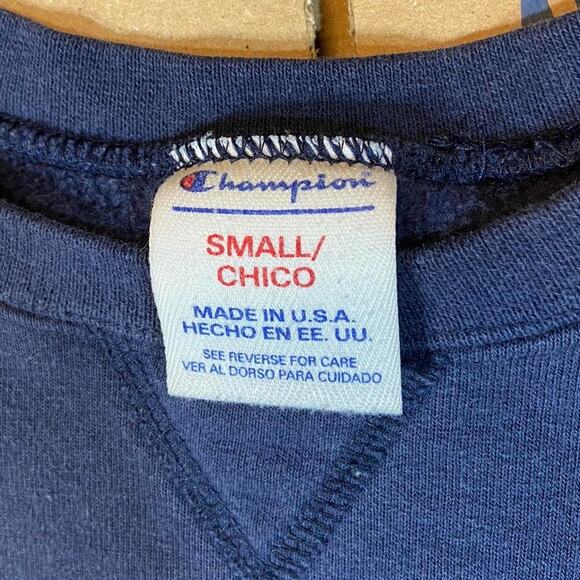 Champion
SMALL/
CHICO
MADE IN U.S.A.
HECHO EN EE. UU.
SEE REVERSE FOR CARE
VER AL DORSO PARA CUIDADO